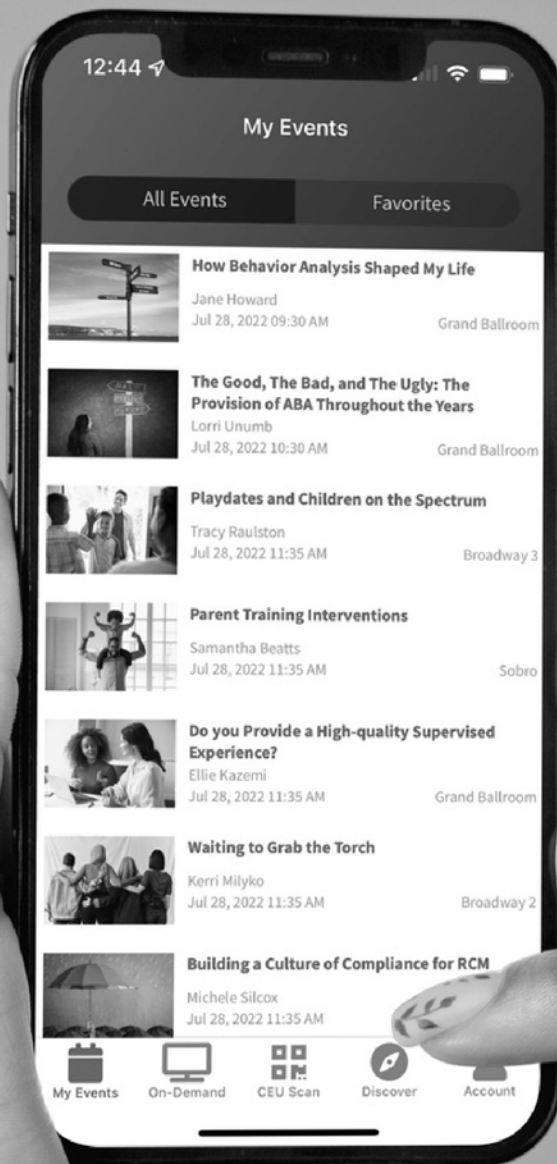 12:44
My Events
All Events
Favorites
How Behavior Analysis Shaped My Life
Jane Howard
Jul 28, 2022 09:30 AM
Grand Ballroom
The Good, The Bad, and The Ugly: The
Provision of ABA Throughout the Years
Lorri Unumb
Jul 28, 2022 10:30 AM
Grand Ballroom
Playdates and Children on the Spectrum
Tracy Raulston
Jul 28, 2022 11:35 AM
Broadway 3
Parent Training Interventions
Samantha Beatts
Jul 28, 2022 11:35 AM
Sobro
Do you Provide a High-quality Supervised
Experience?
Ellie Kazemi
Jul 28, 2022 11:35 AM
Grand Ballroom
Waiting to Grab the Torch
Kerri Milyko
Jul 28, 2022 11:35 AM
Broadway 2
Building a Culture of Compliance for RCM
Michele Silcox
Jul 28, 2022 11:35 AM
My Events
On-Demand
CEU Scan
Discover
Account